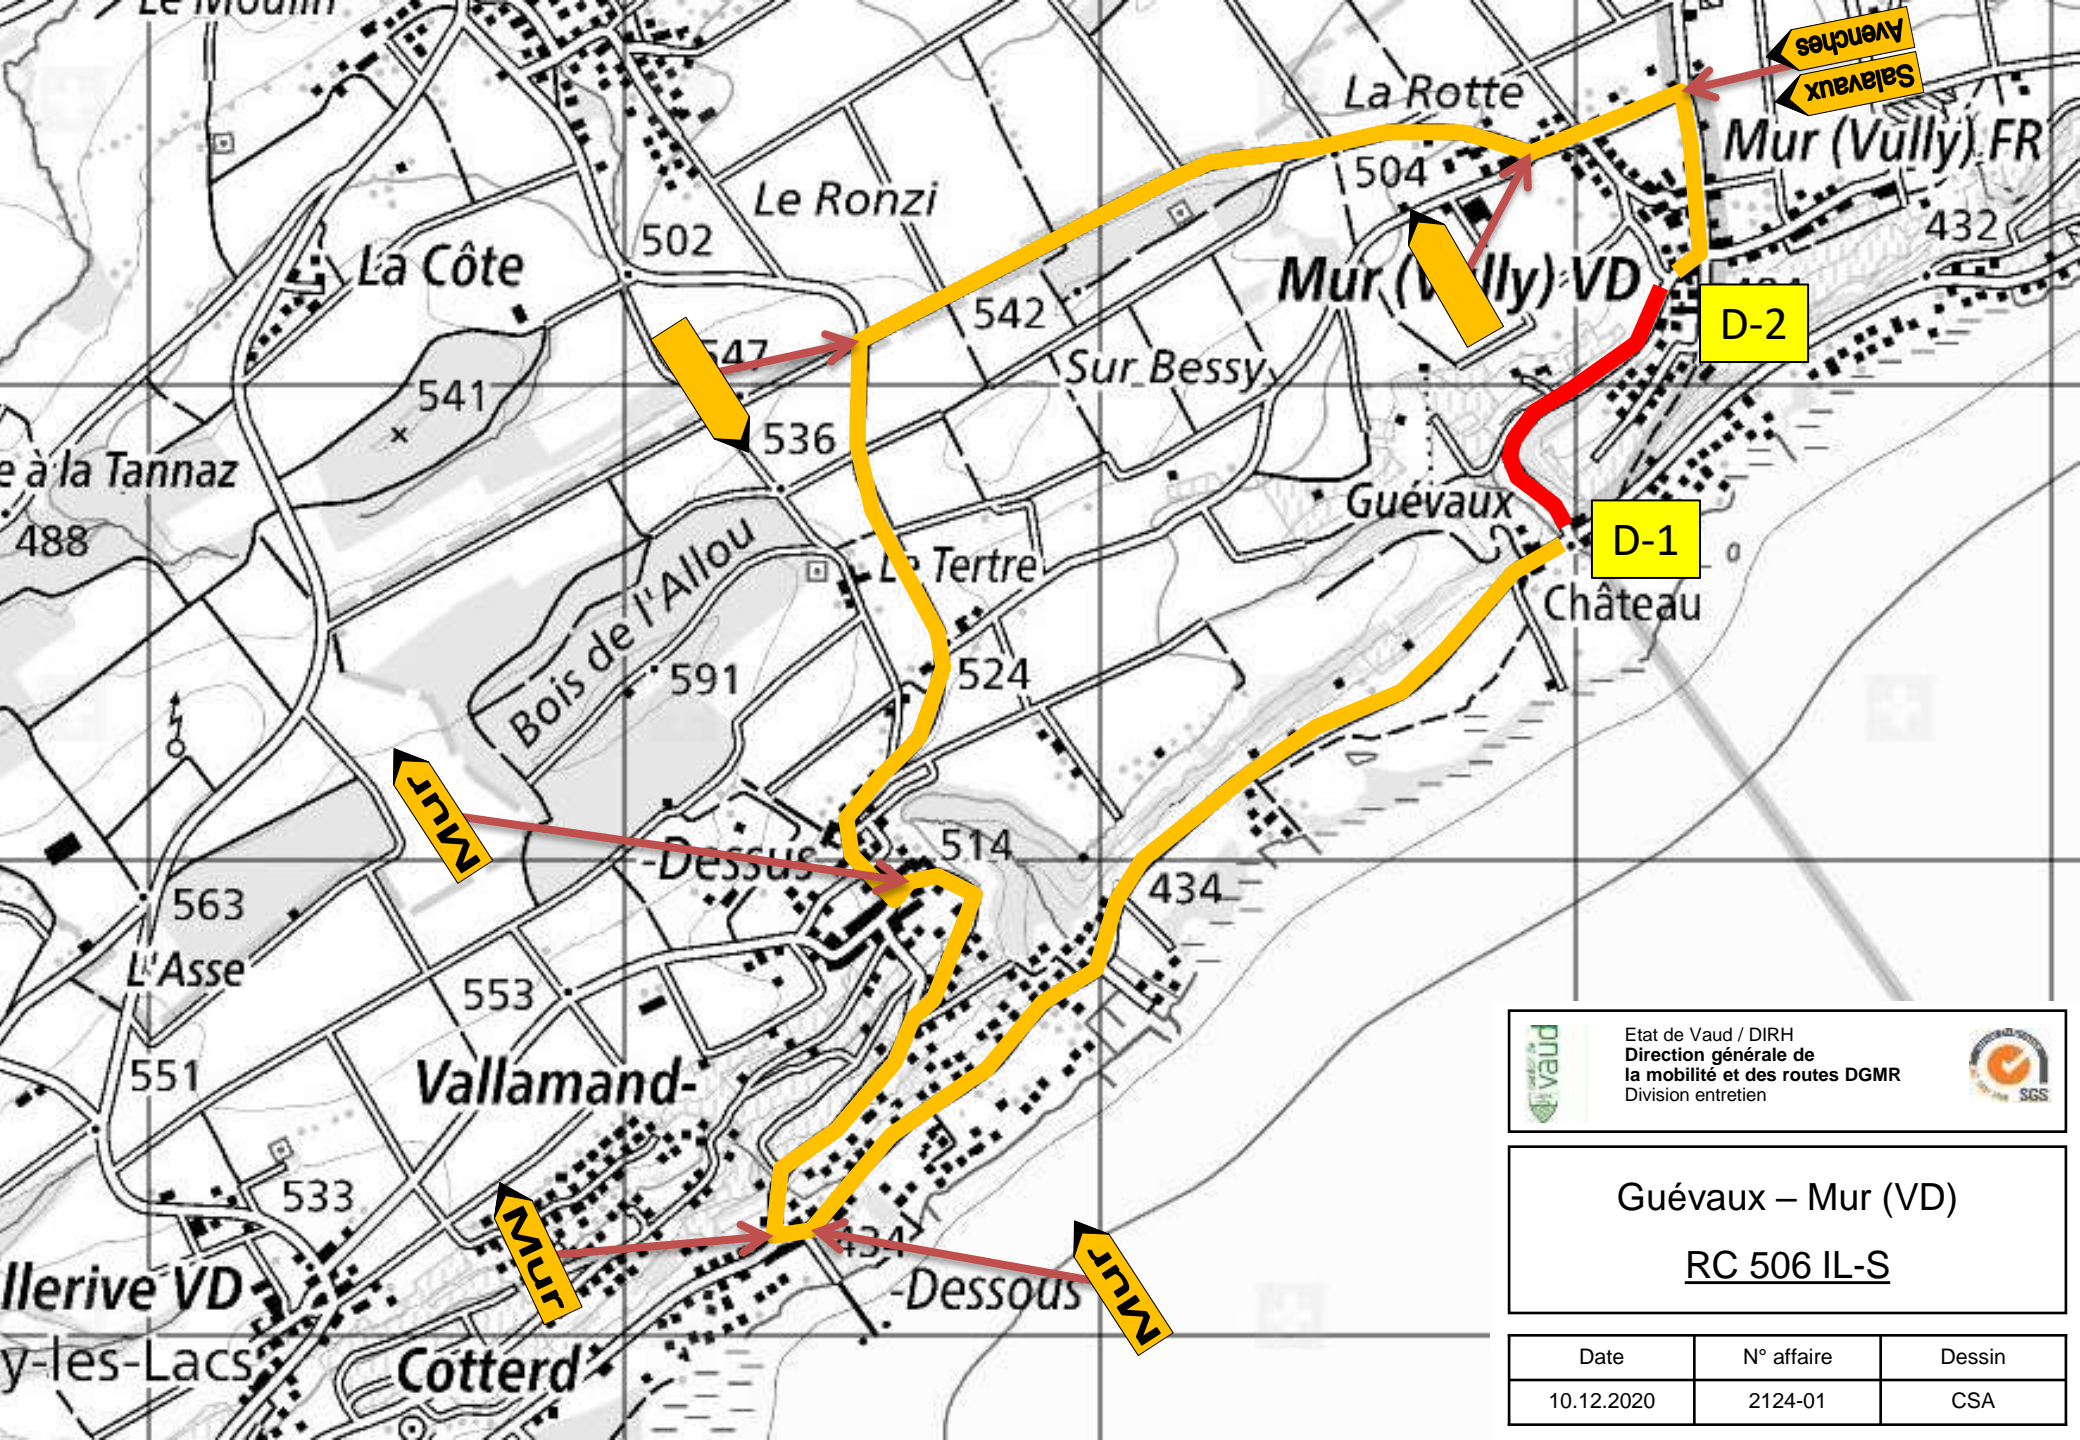 Le Moulin
Avenches
Salavaux
La Rotte
Mur (Vully) FR
504
Le Ronzi
432
502
La Côte
Mur (Vully) VD
542
D-2
547
Sur Bessy
541
536
e à la Tannaz
Guévaux
488
D-1
Le Tertre
Château
Bois de l'Allou
591
524
Mur
-Dessus
514
434
563
L'Asse
553
551
Vallamand-
533
Mur
434
-Dessous
Mur
llerive VD
y-les-Lacs
Cotterd
vaud
Etat de Vaud / DIRH
Direction générale de
la mobilité et des routes DGMR
Division entretien
SGS
Guévaux – Mur (VD)
RC 506 IL-S
Date N° affaire Dessin
10.12.2020 2124-01 CSA